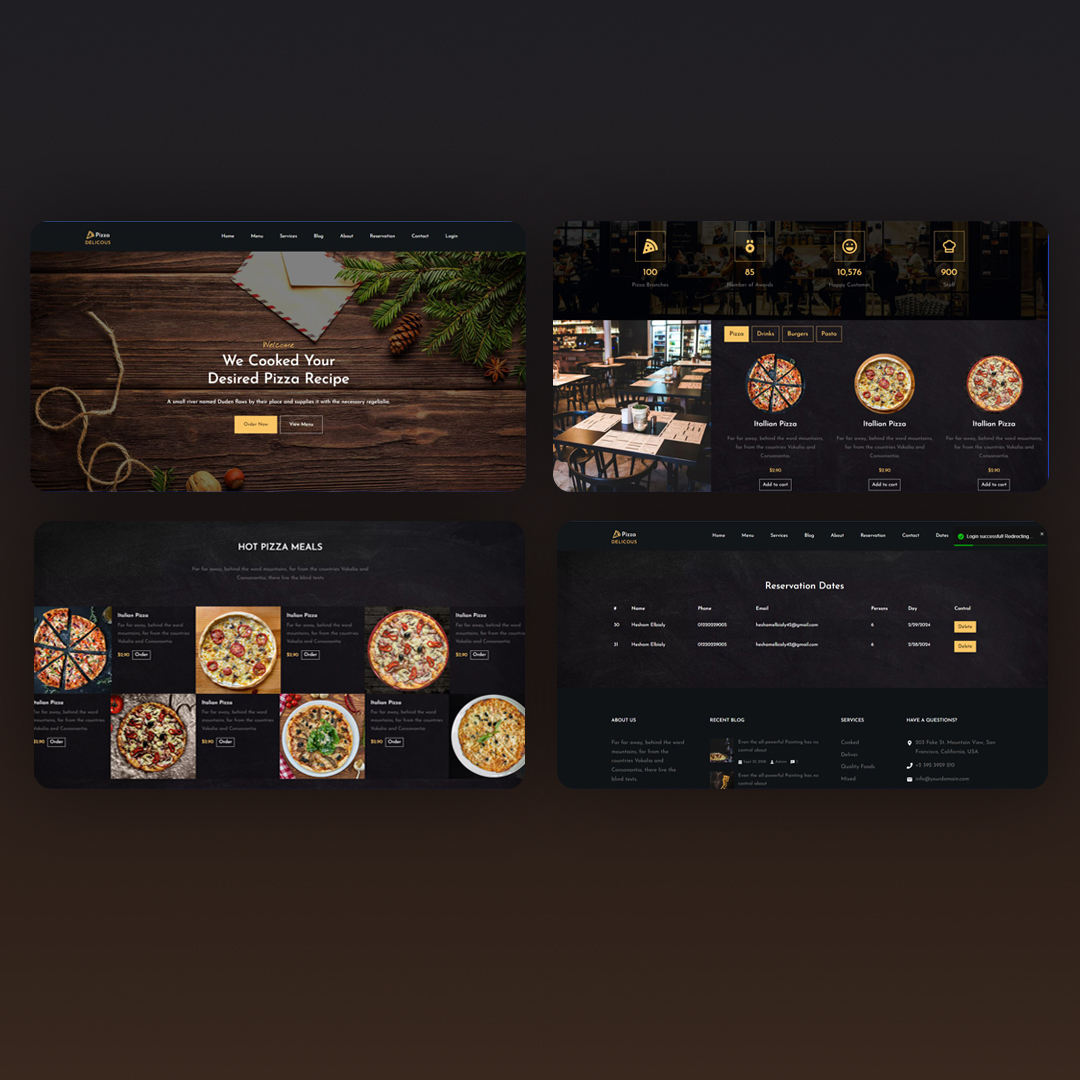 Pizza
DELICOUS
Home Menu Services Blog About Reservation Contact Login
Welcome
We Cooked Your
Desired Pizza Recipe
A small river named Duden flows by their place and supplies it with the necessary regelialia.
Order Now View Menu
100 85 10,576 900
Pizza Branches Number of Awards Happy Customer Staff
Pizza Drinks Burgers Pasta
Itallian Pizza Itallian Pizza Itallian Pizza
Far far away, behind the word mountains, Far far away, behind the word mountains, Far far away, behind the word mountains,
far from the countries Vokalia and far from the countries Vokalia and far from the countries Vokalia and
Consonantia Consonantia Consonantia
$2.90 $2.90 $2.90
Add to cart Add to cart Add to cart
HOT PIZZA MEALS
Far far away, behind the word mountains, far from the countries Vokalia and
Consonantia, there live the blind texts.
Italian Pizza Italian Pizza Italian Pizza
Far far away, behind the word Far far away, behind the word Far far away, behind the word
mountains, far from the countries mountains, far from the countries mountains, far from the countries
Vokalia and Consonantia Vokalia and Consonantia Vokalia and Consonantia
$2.90 Order $2.90 Order $2.90 Order
Italian Pizza Italian Pizza
Far far away, behind the word Far far away, behind the word Far far away, behind the word
mountains, far from the countries mountains, far from the countries mountains, far from the countries
Vokalia and Consonantia Vokalia and Consonantia Vokalia and Consonantia
$2.90 Order $2.90 Order $2.90 Order
Pizza
DELICOUS
Home Menu Services Blog About Reservation Contact Dates
Login successful! Redirecting...
Reservation Dates
# Name Phone Email Persons Day Control
30 Hesham Elbialy 01220229005 heshamelbialy42@gmail.com 6 2/29/2024 Delete
31 Hesham Elbialy 01220229005 heshamelbialy42@gmail.com 6 2/28/2024 Delete
ABOUT US RECENT BLOG SERVICES HAVE A QUESTIONS?
Far far away, behind the word
mountains, far from the
countries Vokalia and
Consonantia, there live the
blind texts.
Even the all-powerful Pointing has no
control about
Sept 15, 2018 Admin
Even the all-powerful Pointing has no
control about
Cooked
Deliver
Quality Foods
Mixed
203 Fake St. Mountain View, San
Francisco, California, USA
+2 392 3929 210
info@yourdomain.com